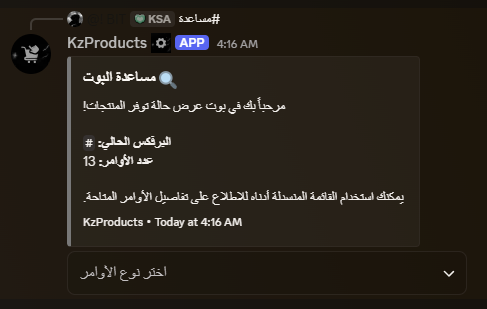 KSA #مساعدة
KzProducts APP 4:16 AM
مساعدة البوت
مرحباً بك في بوت عرض حالة توفر المنتجات!
البرفكس الحالي: #
عدد الأوامر: 13
يمكنك استخدام القائمة المنسدلة أدناه للاطلاع على تفاصيل الأوامر المتاحة.
KzProducts • Today at 4:16 AM
اختر نوع الأوامر